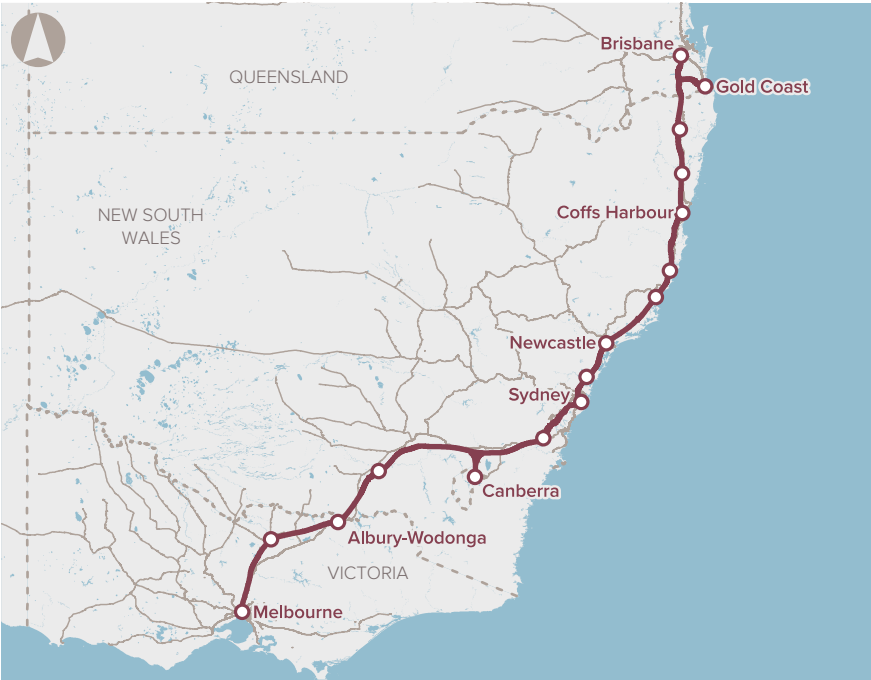 Brisbane
QUEENSLAND
Gold Coast
NEW SOUTH
WALES
Coffs Harbour
Newcastle
Sydney
Canberra
Albury-Wodonga
VICTORIA
Melbourne